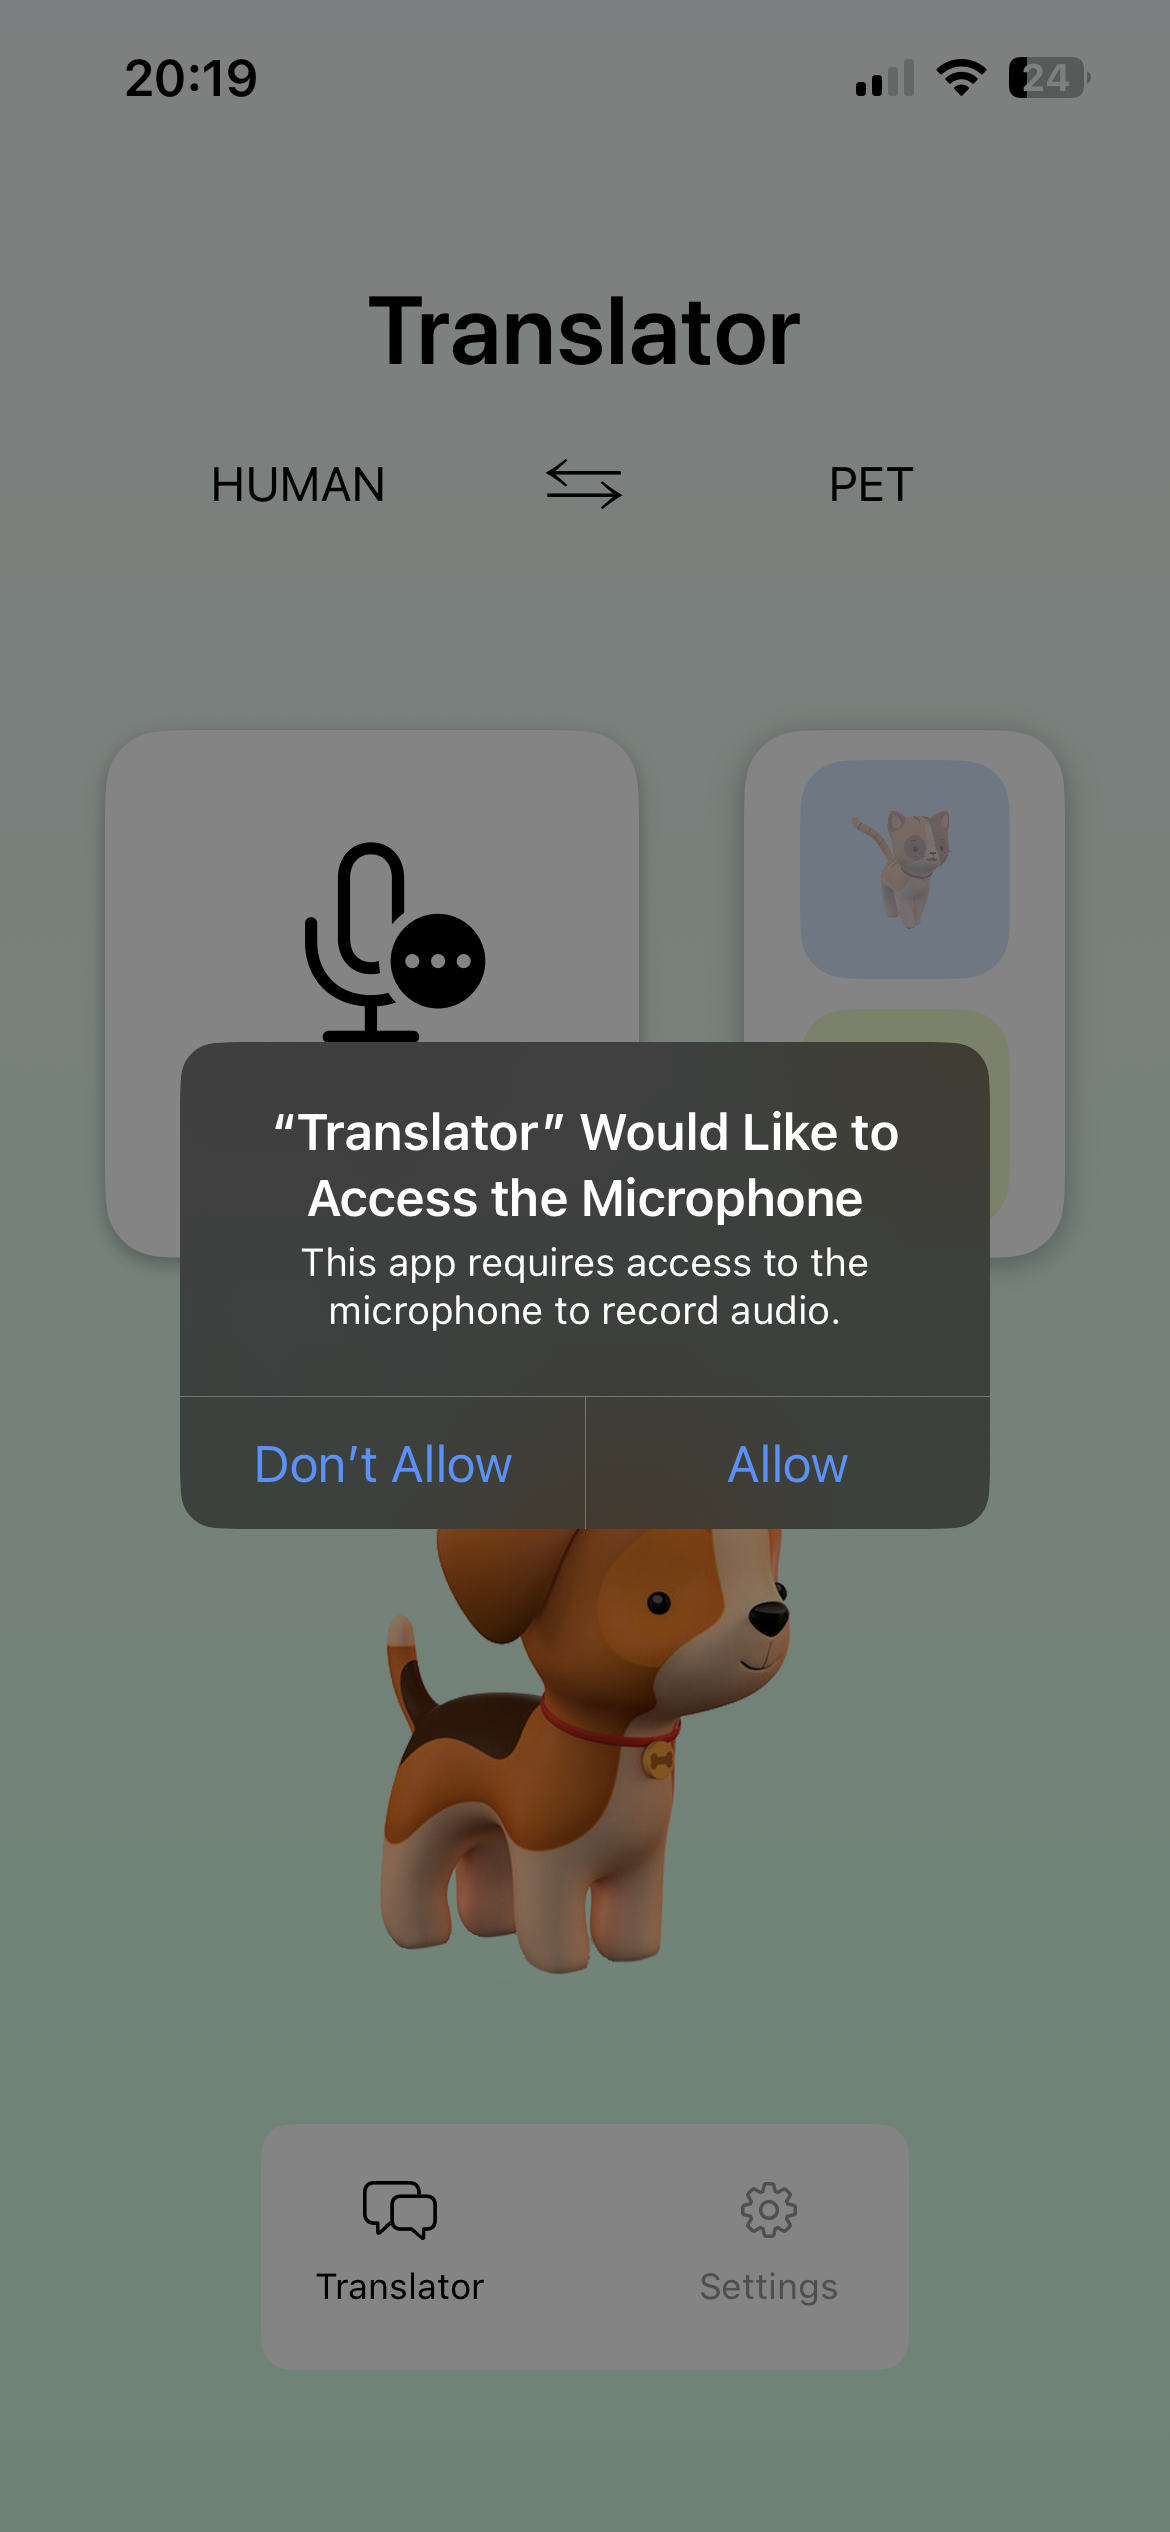 20:19
24
Translator
HUMAN
PET
“Translator” Would Like to
Access the Microphone
This app requires access to the
microphone to record audio.
Don’t Allow
Allow
Translator
Settings